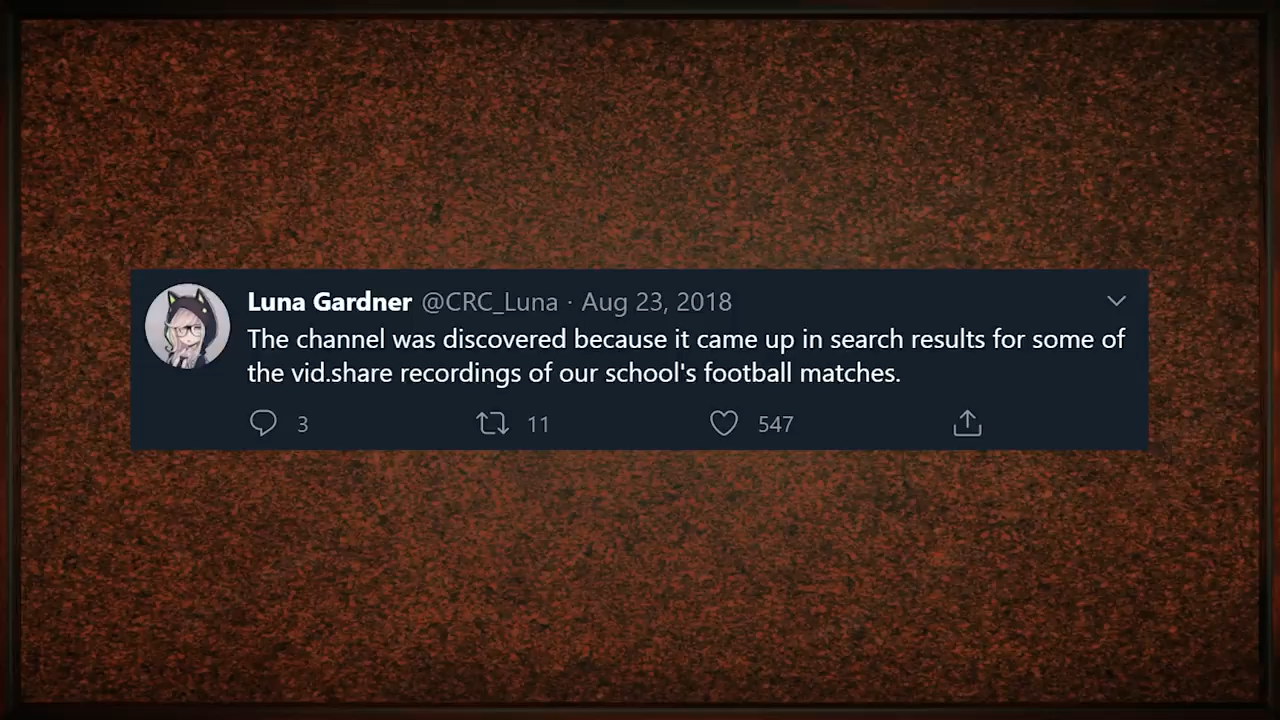 Luna Gardner @CRC_Luna · Aug 23, 2018
The channel was discovered because it came up in search results for some of
the vid.share recordings of our school's football matches.
3 11 547